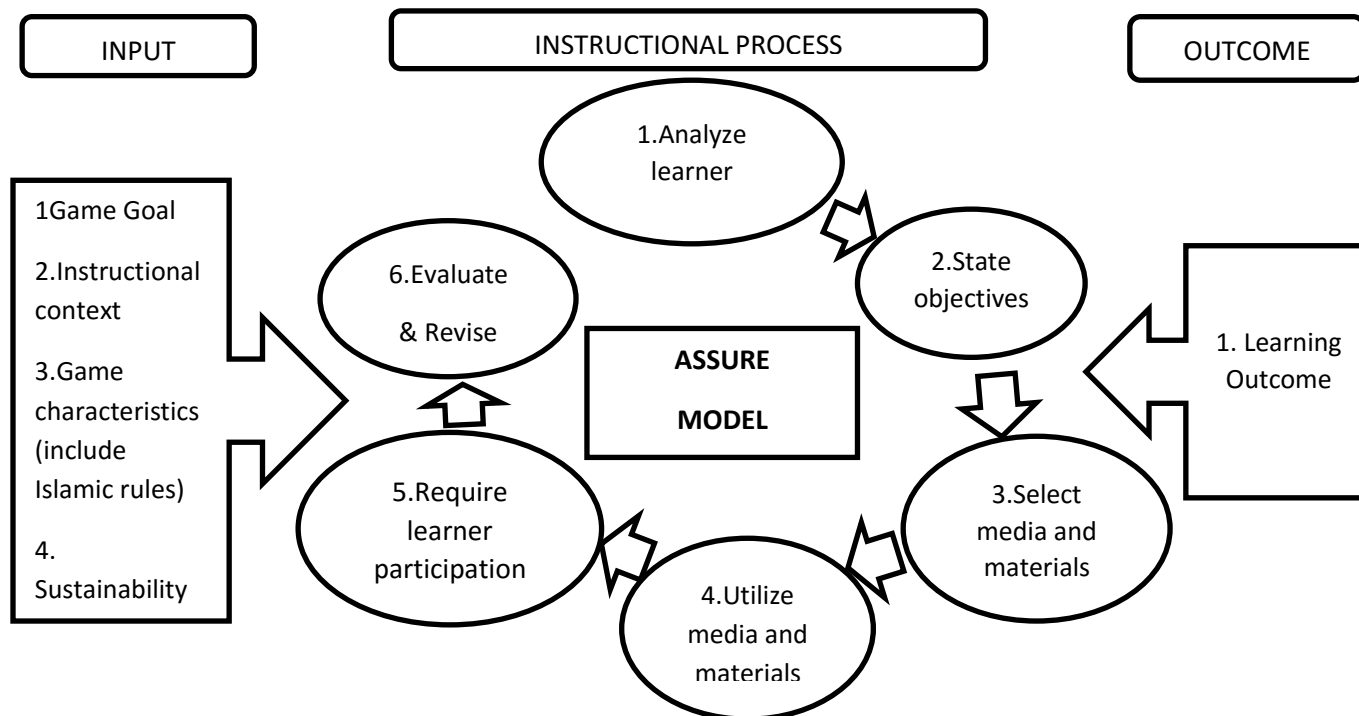 INPUT
INSTRUCTIONAL PROCESS
OUTCOME
1Game Goal
2.Instructional
context
3.Game
characteristics
(include
Islamic rules)
4.
Sustainability
1.Analyze
learner
2.State
objectives
3.Select
media and
materials
4.Utilize
media and
materials
5.Require
learner
participation
6.Evaluate
& Revise
ASSURE
MODEL
1. Learning
Outcome